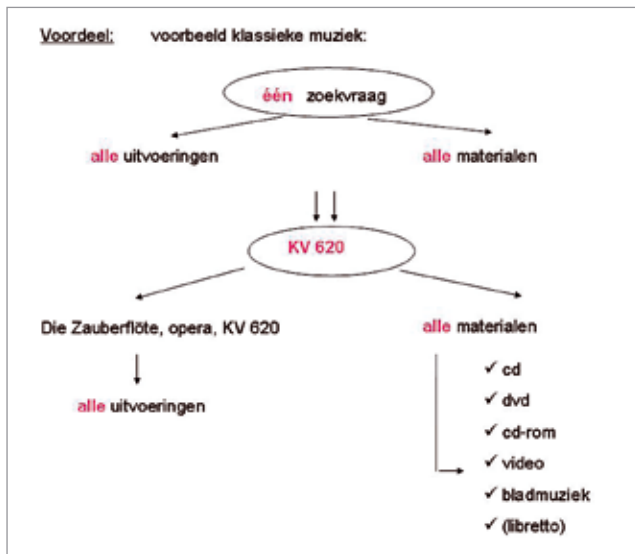 Voordeel: voorbeeld klassieke muziek:
één zoekvraag
alle uitvoeringen alle materialen
KV 620
Die Zauberflöte, opera, KV 620 alle materialen
alle uitvoeringen
✓ cd
✓ dvd
✓ cd-rom
✓ video
✓ bladmuziek
✓ (libretto)